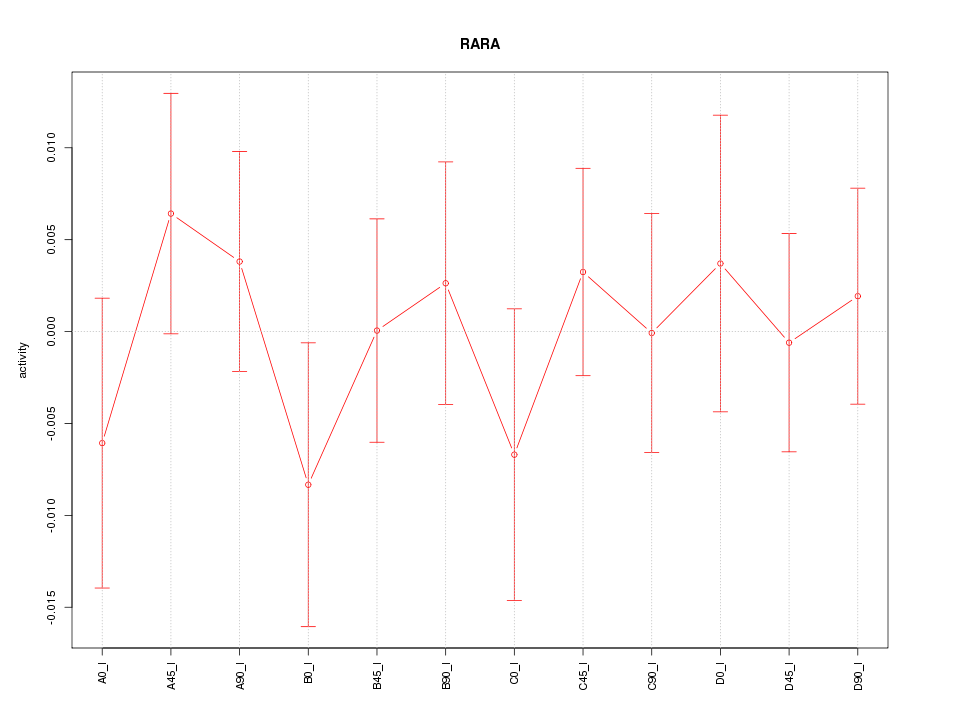 RARA
activity
0.010
0.005
0.000
-0.005
-0.010
-0.015
A0_I
A45_I
A90_I
B0_I
B45_I
B90_I
C0_I
C45_I
C90_I
D0_I
D45_I
D90_I